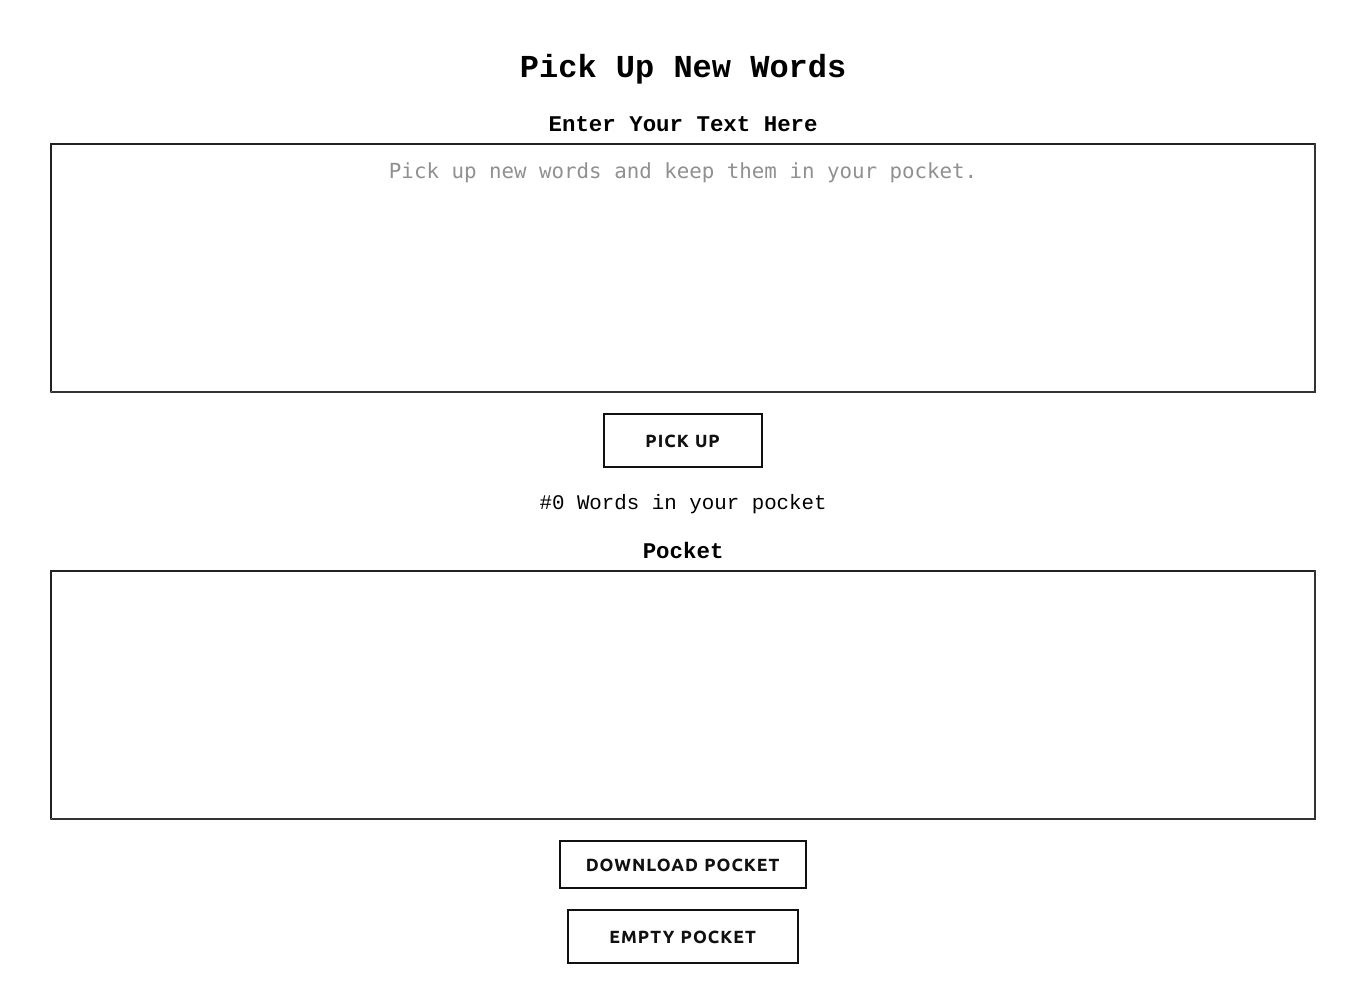 Pick Up New Words
Enter Your Text Here
Pick up new words and keep them in your pocket.
PICK UP
#0 Words in your pocket
Pocket
DOWNLOAD POCKET
EMPTY POCKET